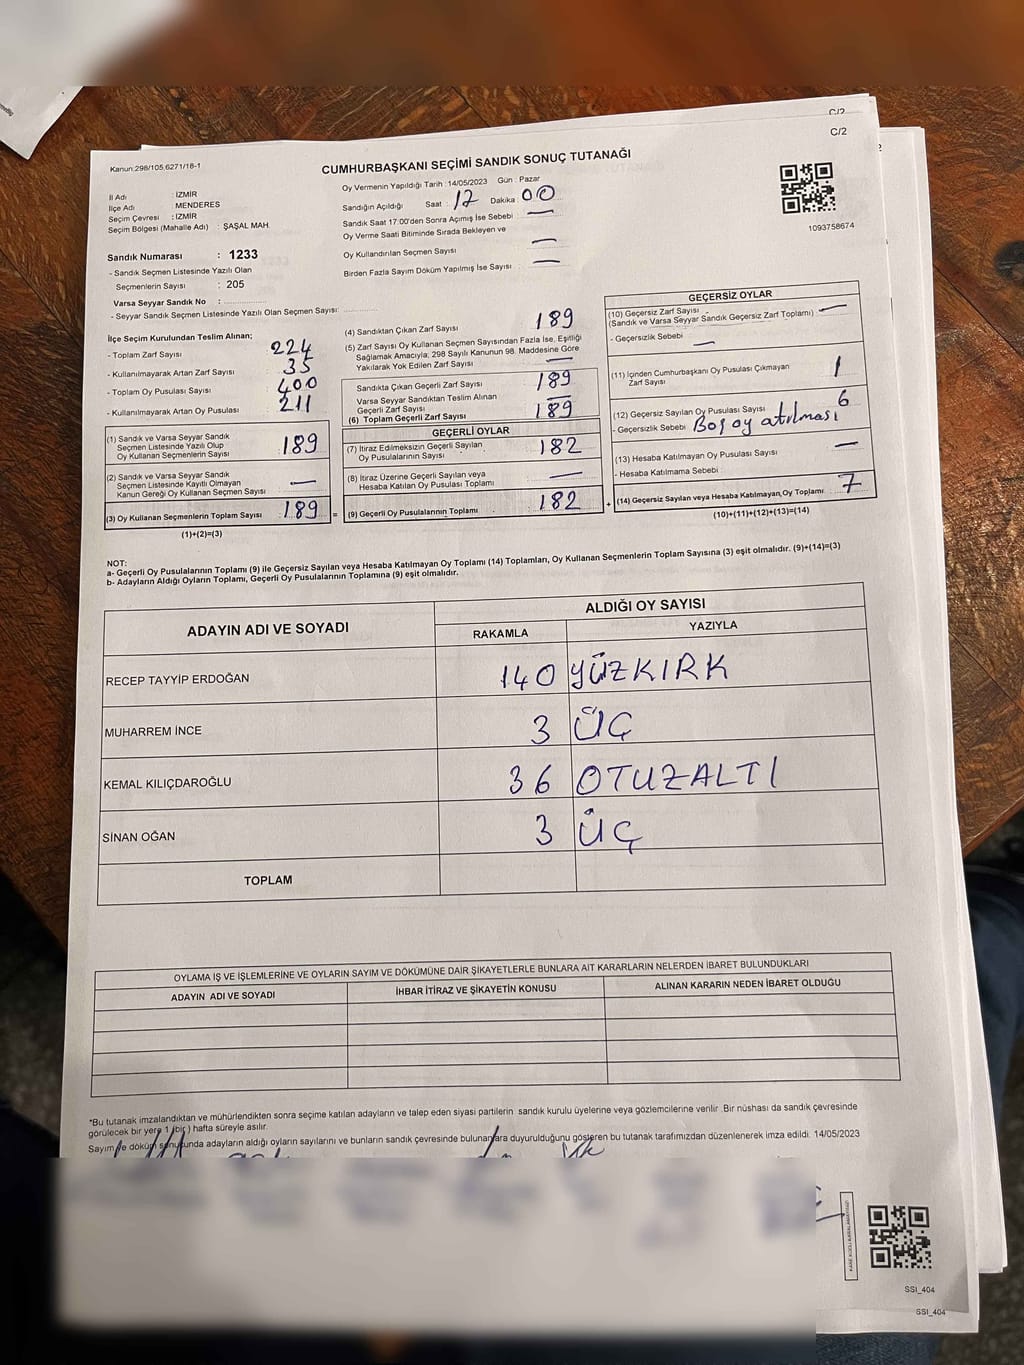 C/2
C/2
Kanun:298/105,6271/18-1
CUMHURBAŞKANI SEÇİMİ SANDIK SONUÇ TUTANAĞI
İl Adı : İZMİR
İlçe Adı : MENDERES
Seçim Çevresi : İZMİR
Seçim Bölgesi (Mahalle Adı) : ŞAŞAL MAH.
Oy Vermenin Yapıldığı Tarih : 14/05/2023 Gün : Pazar
Sandığın Açıldığı Saat : 17 Dakika 00
Sandık Saat 17:00'den Sonra Açımış İse Sebebi —
Oy Verme Saati Bitiminde Sırada Bekleyen ve
Oy Kullandırılan Seçmen Sayısı —
Birden Fazla Sayım Döküm Yapılmış İse Sayısı : —
1093758674
Sandık Numarası : 1233
- Sandık Seçmen Listesinde Yazılı Olan
Seçmenlerin Sayısı : 205
Varsa Seyyar Sandık No :
- Seyyar Sandık Seçmen Listesinde Yazılı Olan Seçmen Sayısı:
İlçe Seçim Kurulundan Teslim Alınan;
- Toplam Zarf Sayısı 224
- Kullanılmayarak Artan Zarf Sayısı 35
- Toplam Oy Pusulası Sayısı 400
- Kullanılmayarak Artan Oy Pusulası 211
(1) Sandık ve Varsa Seyyar Sandık
Seçmen Listesinde Yazılı Olup
Oy Kullanan Seçmenlerin Sayısı 189
(2) Sandık ve Varsa Seyyar Sandık
Seçmen Listesinde Kayıtlı Olmayan
Kanun Gereği Oy Kullanan Seçmen Sayısı —
(3) Oy Kullanan Seçmenlerin Toplam Sayısı 189 =
(1)+(2)=(3)
(4) Sandıktan Çıkan Zarf Sayısı 189
(5) Zarf Sayısı Oy Kullanan Seçmen Sayısından Fazla İse, Eşitliği
Sağlamak Amacıyla; 298 Sayılı Kanunun 98. Maddesine Göre
Yakılarak Yok Edilen Zarf Sayısı —
Sandıkta Çıkan Geçerli Zarf Sayısı 189
Varsa Seyyar Sandıktan Teslim Alınan
Geçerli Zarf Sayısı —
(6) Toplam Geçerli Zarf Sayısı 189
GEÇERLİ OYLAR
(7) İtiraz Edimeksizin Geçerli Sayılan
Oy Pusulalarının Sayısı 182
(8) İtiraz Üzerine Geçerli Sayılan veya
Hesaba Katılan Oy Pusulası Toplamı —
(9) Geçerli Oy Pusulalarının Toplamı 182 +
GEÇERSİZ OYLAR
(10) Geçersiz Zarf Sayısı —
(Sandık ve Varsa Seyyar Sandık Geçersiz Zarf Toplamı)
- Geçersizlik Sebebi —
(11) İçinden Cumhurbaşkanı Oy Pusulası Çıkmayan
Zarf Sayısı 1
(12) Geçersiz Sayılan Oy Pusulası Sayısı 6
- Geçersizlik Sebebi Boş oy atılması
(13) Hesaba Katılmayan Oy Pusulası Sayısı —
- Hesaba Katılmama Sebebi
(14) Geçersiz Sayılan veya Hesaba Katılmayan Oy Toplamı 7
(10)+(11)+(12)+(13)=(14)
NOT:
a- Geçerli Oy Pusulalarının Toplamı (9) ile Geçersiz Sayılan veya Hesaba Katılmayan Oy Toplamı (14) Toplamları, Oy Kullanan Seçmenlerin Toplam Sayısına (3) eşit olmalıdır. (9)+(14)=(3)
b- Adayların Aldığı Oyların Toplamı, Geçerli Oy Pusulalarının Toplamına (9) eşit olmalıdır.
ADAYIN ADI VE SOYADI
ALDIĞI OY SAYISI
RAKAMLA YAZIYLA
RECEP TAYYİP ERDOĞAN 140 YÜZKIRK
MUHARREM İNCE 3 ÜÇ
KEMAL KILIÇDAROĞLU 36 OTUZALTI
SİNAN OĞAN 3 ÜÇ
TOPLAM
OYLAMA İŞ VE İŞLEMLERİNE VE OYLARIN SAYIM VE DÖKÜMÜNE DAİR ŞİKAYETLERLE BUNLARA AİT KARARLARIN NELERDEN İBARET BULUNDUKLARI
ADAYIN ADI VE SOYADI İHBAR İTİRAZ VE ŞİKAYETİN KONUSU ALINAN KARARIN NEDEN İBARET OLDUĞU
*Bu tutanak imzalandıktan ve mühürlendikten sonra seçime katılan adayların ve talep eden siyasi partilerin sandık kurulu üyelerine veya gözlemcilerine verilir. Bir nüshası da sandık çevresinde
görülecek bir yere 1 (bir) hafta süreyle asılır.
Sayım ve döküm sonucunda adayların aldığı oyların sayılarını ve bunların sandık çevresinde bulunanlara duyurulduğunu gösteren bu tutanak tarafımızdan düzenlenerek imza edildi. 14/05/2023
SSI_404
SSI_404